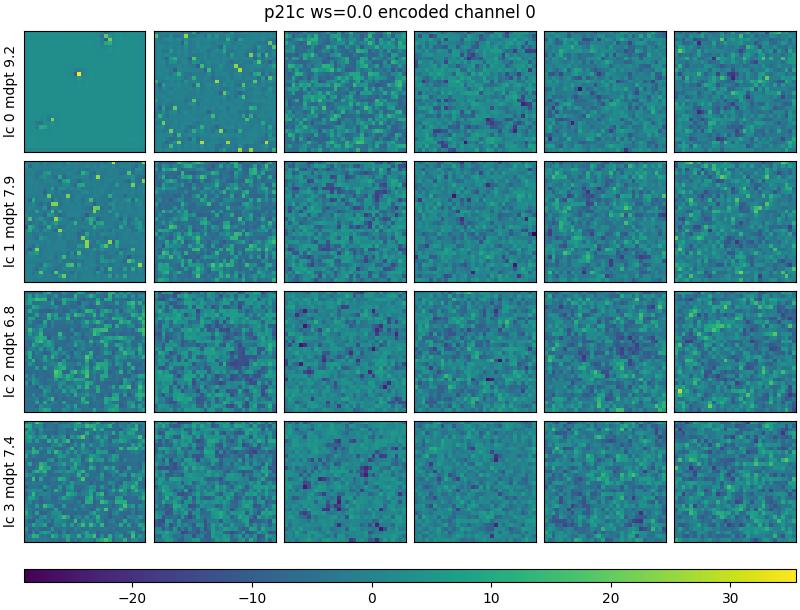 p21c ws=0.0 encoded channel 0
lc 0 mdpt 9.2
lc 1 mdpt 7.9
lc 2 mdpt 6.8
lc 3 mdpt 7.4
−20 −10 0 10 20 30